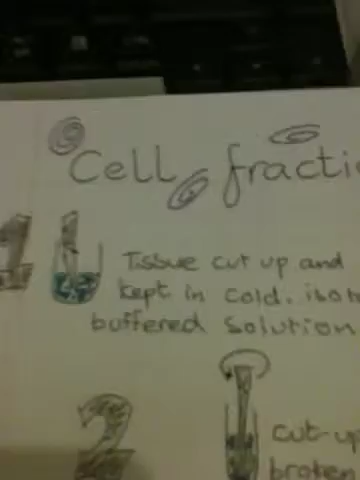 Cell fracti
1 Tissue cut up and
kept in cold, isot
buffered Solution
2 cut-up
broken